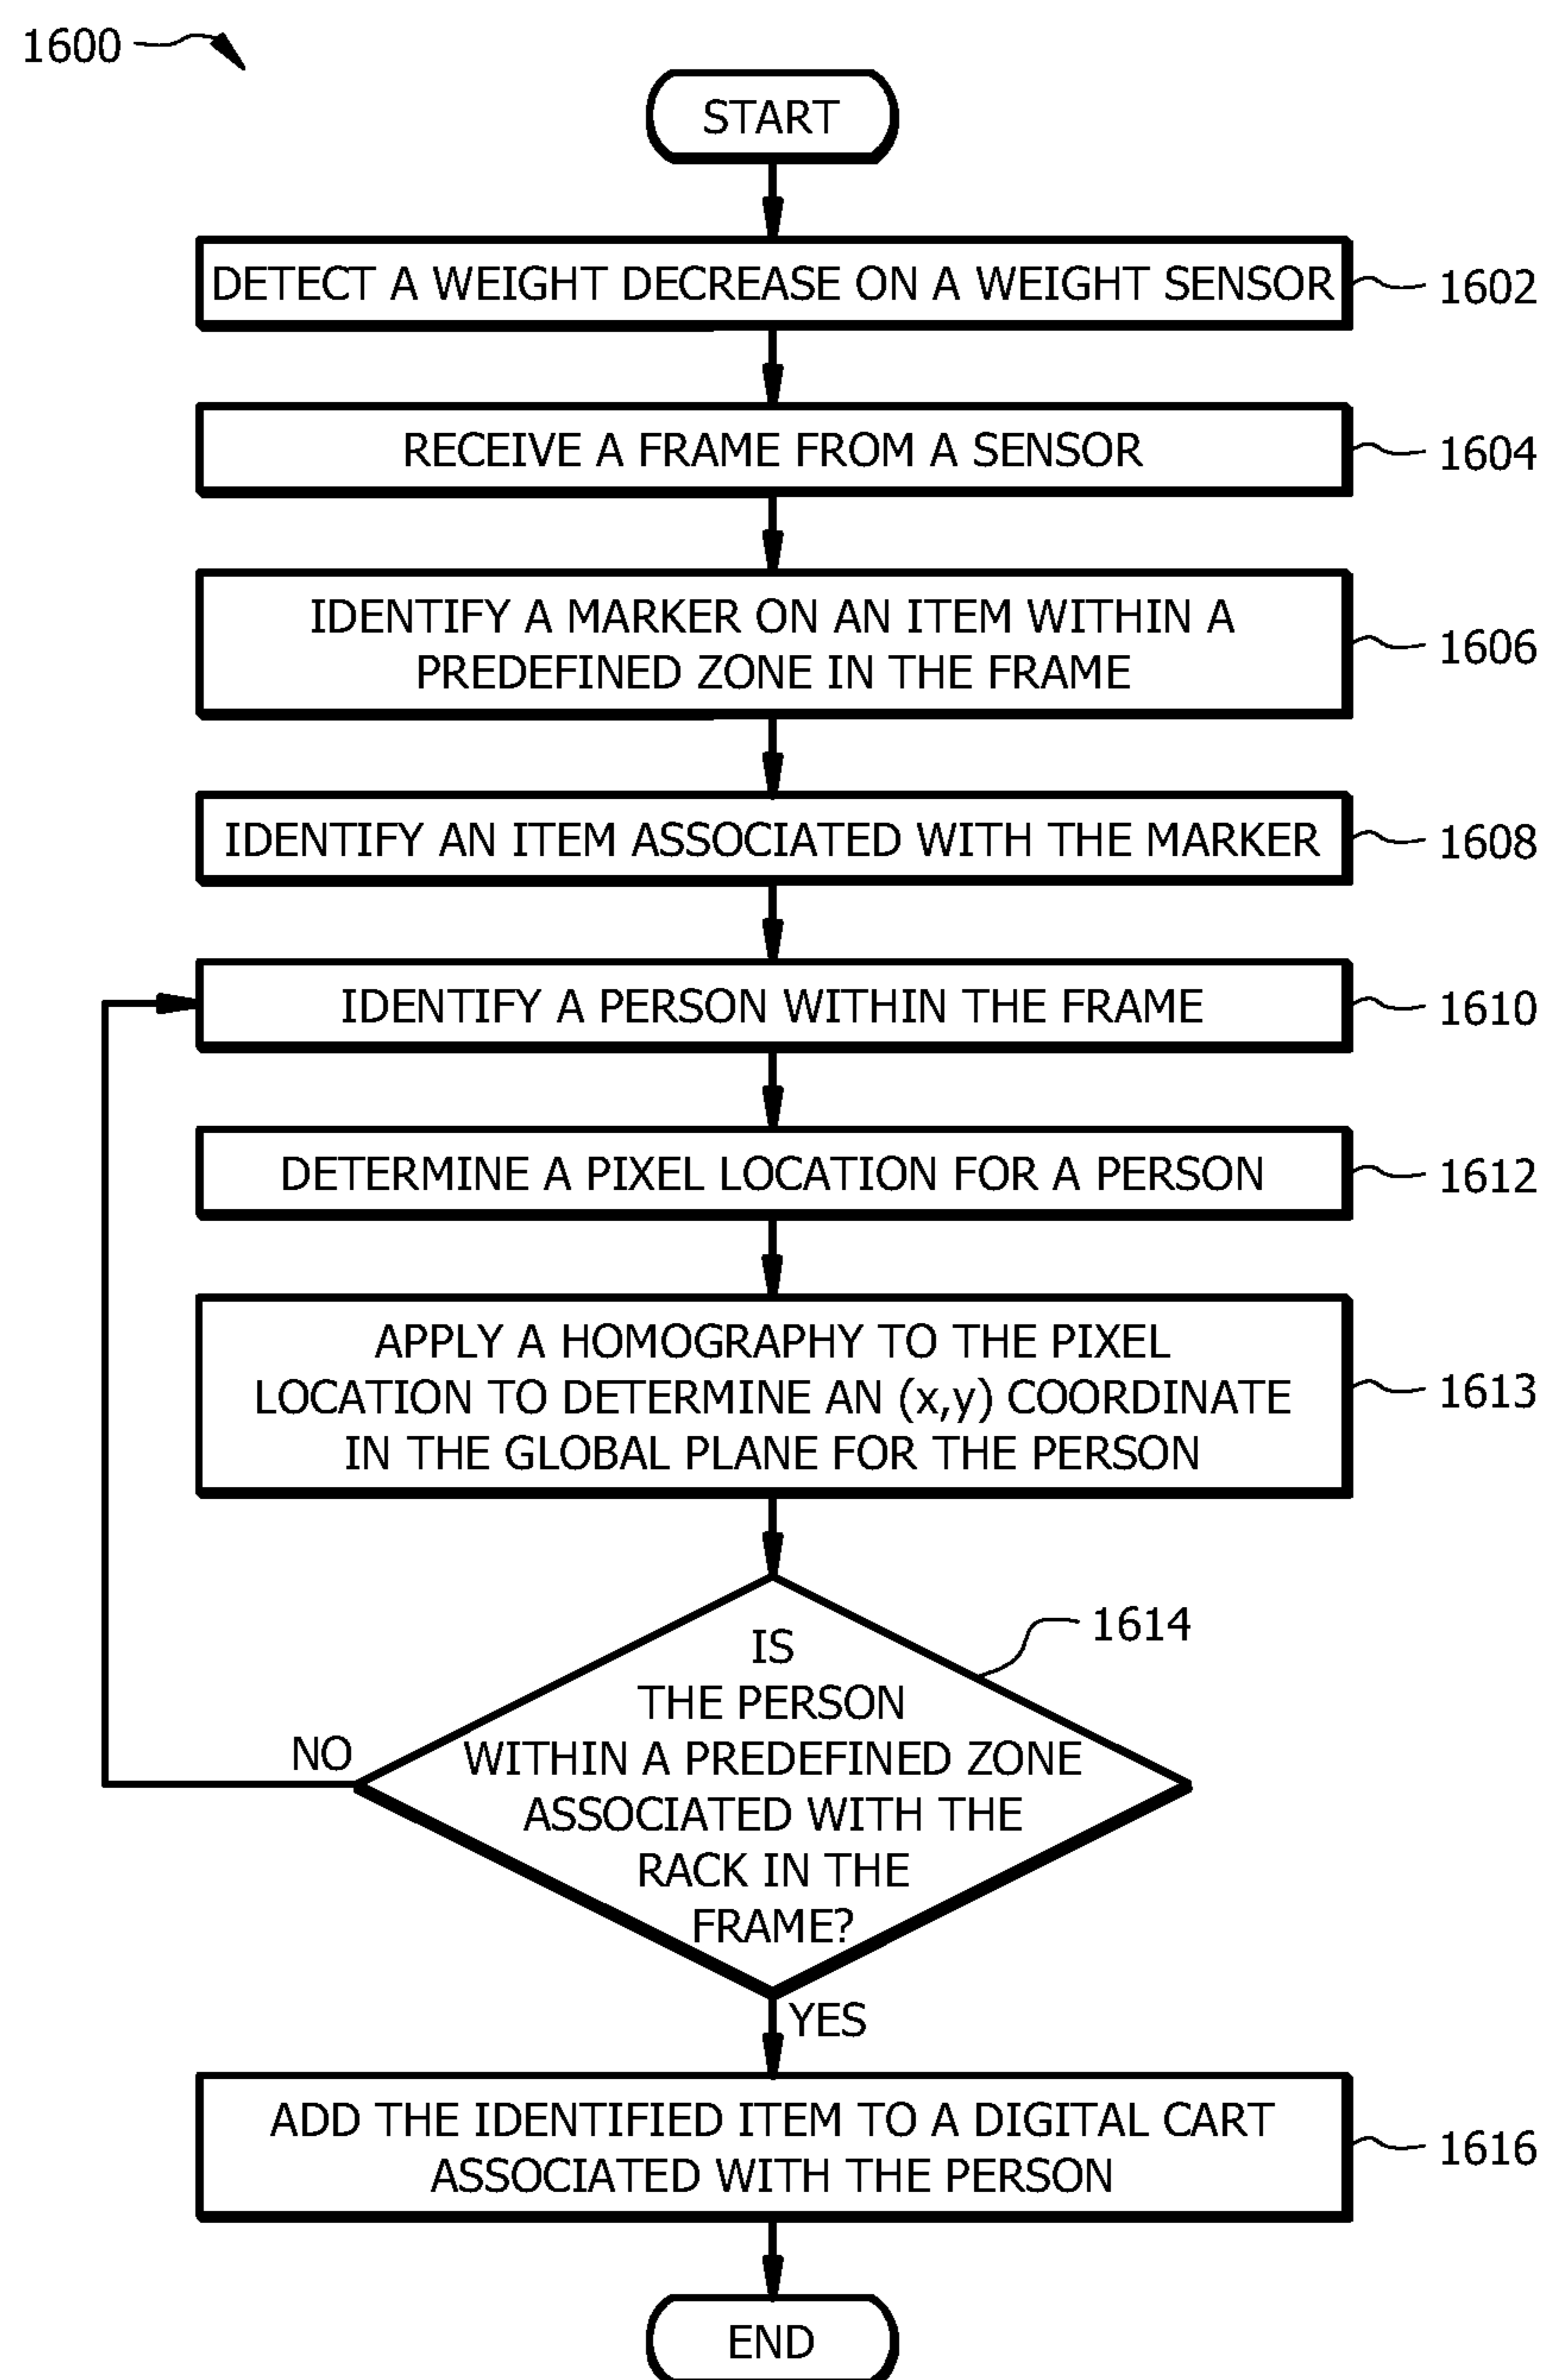 1600
START
DETECT A WEIGHT DECREASE ON A WEIGHT SENSOR
1602
RECEIVE A FRAME FROM A SENSOR
1604
IDENTIFY A MARKER ON AN ITEM WITHIN A
PREDEFINED ZONE IN THE FRAME
1606
IDENTIFY AN ITEM ASSOCIATED WITH THE MARKER
1608
IDENTIFY A PERSON WITHIN THE FRAME
1610
DETERMINE A PIXEL LOCATION FOR A PERSON
1612
APPLY A HOMOGRAPHY TO THE PIXEL
LOCATION TO DETERMINE AN (x,y) COORDINATE
IN THE GLOBAL PLANE FOR THE PERSON
1613
IS
THE PERSON
WITHIN A PREDEFINED ZONE
ASSOCIATED WITH THE
RACK IN THE
FRAME?
1614
NO
YES
ADD THE IDENTIFIED ITEM TO A DIGITAL CART
ASSOCIATED WITH THE PERSON
1616
END